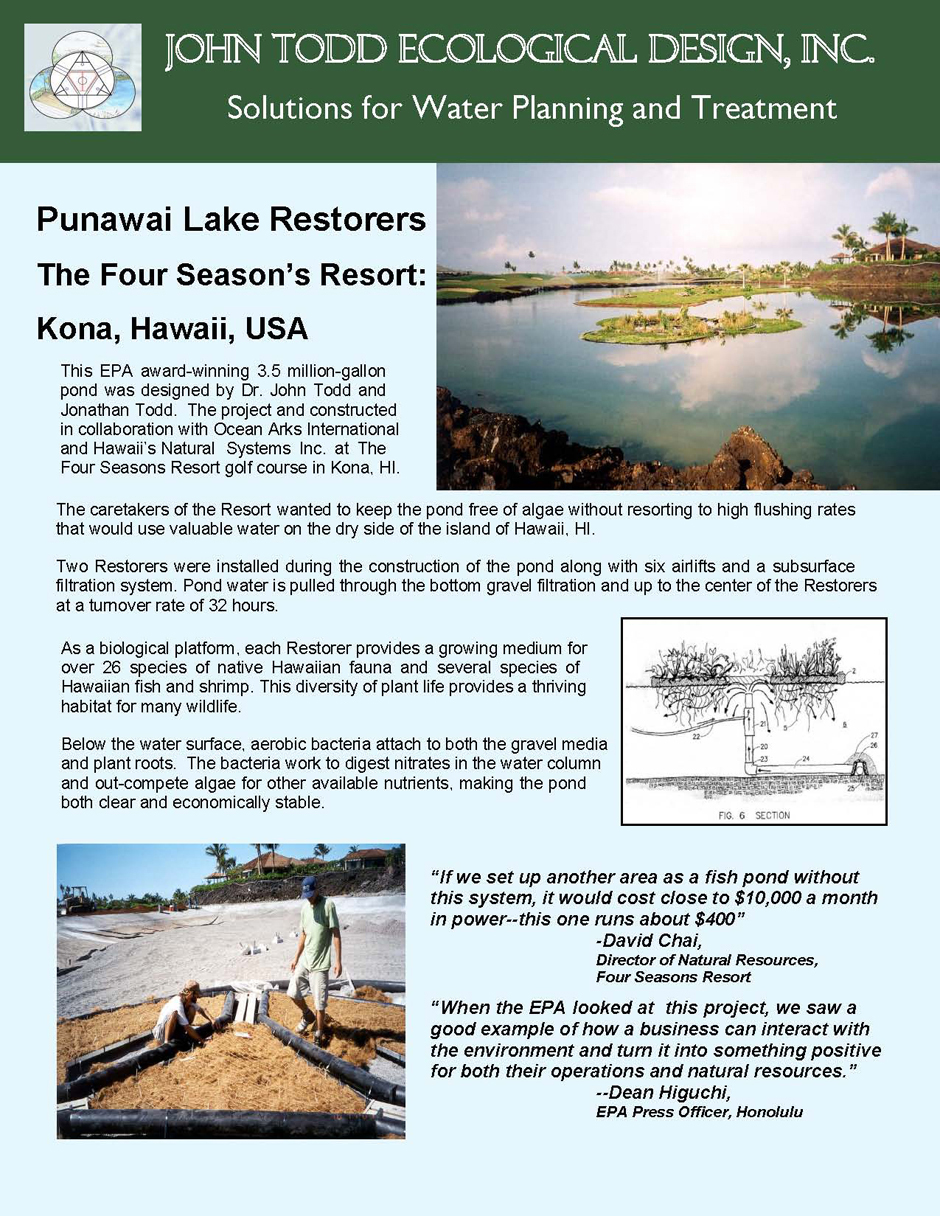 JOHN TODD ECOLOGICAL DESIGN, INC.
Solutions for Water Planning and Treatment
Punawai Lake Restorers
The Four Season's Resort:
Kona, Hawaii, USA
This EPA award-winning 3.5 million-gallon
pond was designed by Dr. John Todd and
Jonathan Todd. The project and constructed
in collaboration with Ocean Arks International
and Hawaii's Natural Systems Inc. at The
Four Seasons Resort golf course in Kona, HI.
The caretakers of the Resort wanted to keep the pond free of algae without resorting to high flushing rates
that would use valuable water on the dry side of the island of Hawaii, HI.
Two Restorers were installed during the construction of the pond along with six airlifts and a subsurface
filtration system. Pond water is pulled through the bottom gravel filtration and up to the center of the Restorers
at a turnover rate of 32 hours.
As a biological platform, each Restorer provides a growing medium for
over 26 species of native Hawaiian fauna and several species of
Hawaiian fish and shrimp. This diversity of plant life provides a thriving
habitat for many wildlife.
Below the water surface, aerobic bacteria attach to both the gravel media
and plant roots. The bacteria work to digest nitrates in the water column
and out-compete algae for other available nutrients, making the pond
both clear and economically stable.
2
21
5
22
20
23
24
27
26
25
FIG. 6 SECTION
“If we set up another area as a fish pond without
this system, it would cost close to $10,000 a month
in power--this one runs about $400”
-David Chai,
Director of Natural Resources,
Four Seasons Resort
“When the EPA looked at this project, we saw a
good example of how a business can interact with
the environment and turn it into something positive
for both their operations and natural resources.”
--Dean Higuchi,
EPA Press Officer, Honolulu